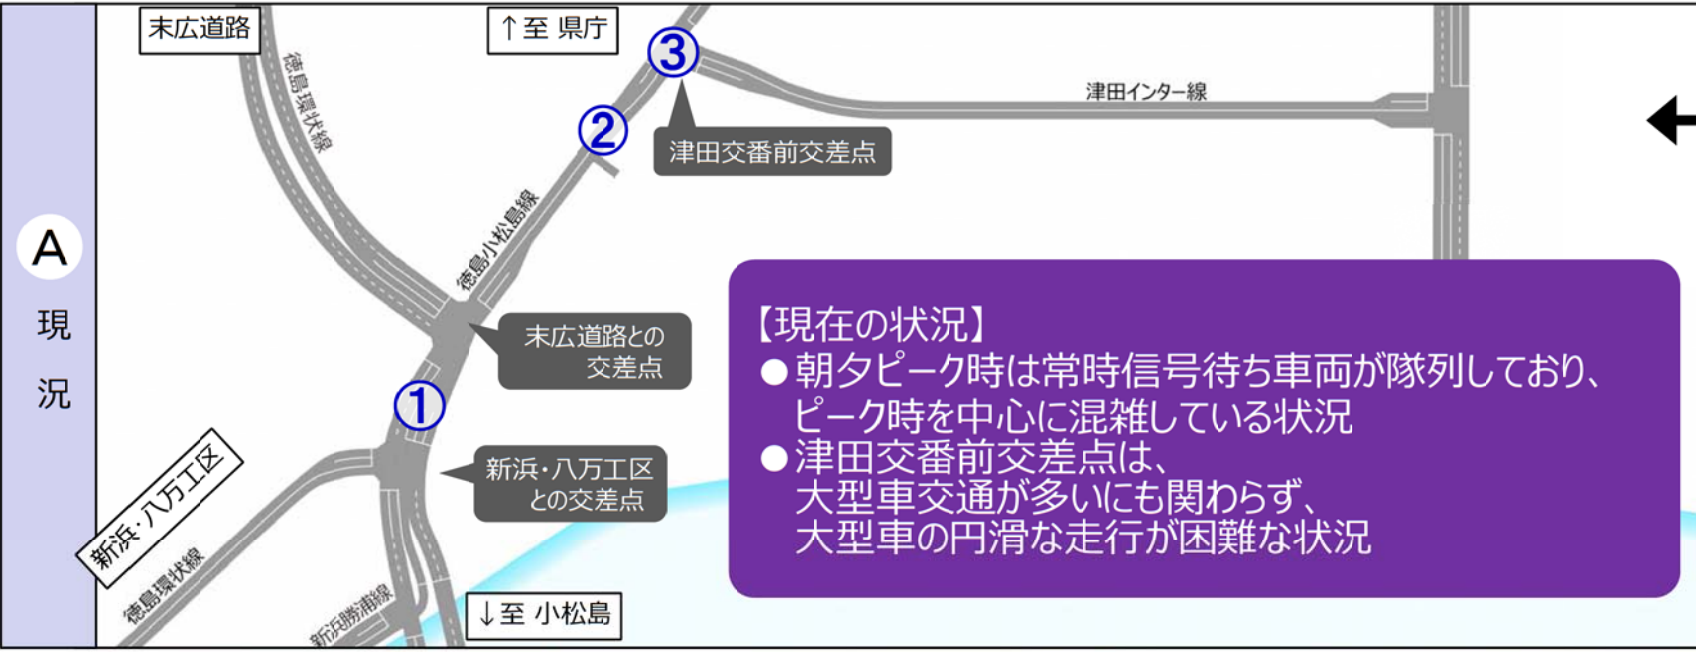 末広道路
↑至 県庁
徳島環状線
③
②
津田インター線
津田交番前交差点
A
現
況
徳島小松島線
末広道路との
交差点
①
新浜・八万工区
との交差点
新浜・八万工区
徳島環状線
新浜勝浦線
↓至 小松島
【現在の状況】
●朝夕ピーク時は常時信号待ち車両が隊列しており、
ピーク時を中心に混雑している状況
●津田交番前交差点は、
大型車交通が多いにも関わらず、
大型車の円滑な走行が困難な状況